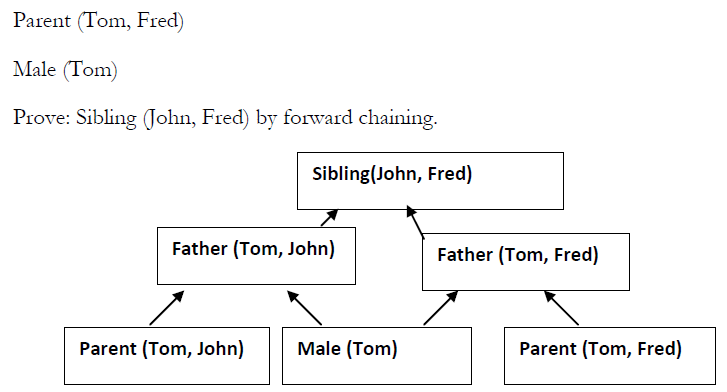 Parent (Tom, Fred)
Male (Tom)
Prove: Sibling (John, Fred) by forward chaining.
Sibling(John, Fred)
Father (Tom, John)
Father (Tom, Fred)
Parent (Tom, John)
Male (Tom)
Parent (Tom, Fred)